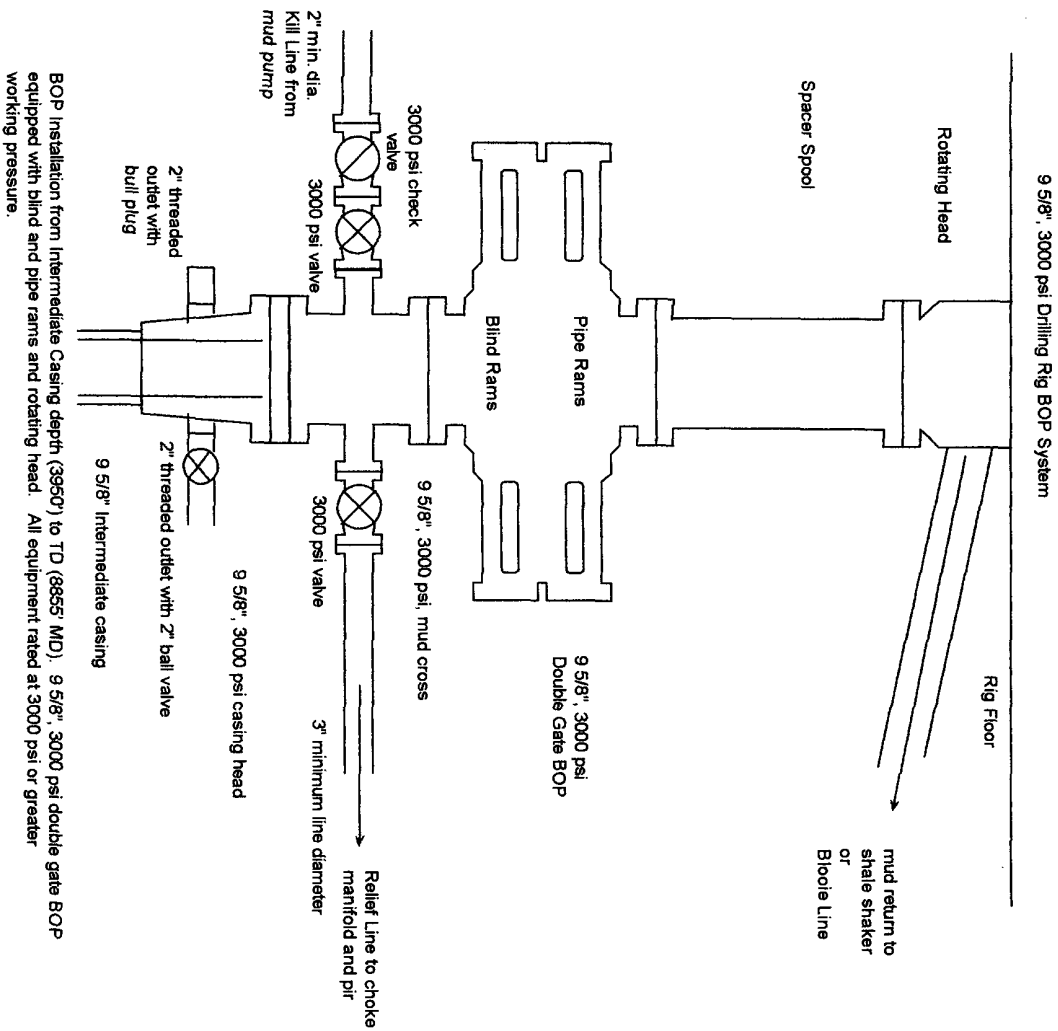 9 5/8", 3000 psi Drilling Rig BOP System
Rig Floor
Rotating Head
mud return to
shale shaker
or
Blooie Line
Spacer Spool
Pipe Rams
9 5/8", 3000 psi
Double Gate BOP
Blind Rams
3000 psi check
valve
9 5/8", 3000 psi, mud cross
2" min. dia.
Kill Line from
mud pump
3000 psi valve
3000 psi valve
Relief Line to choke
manifold and pir
3" minimum line diameter
9 5/8", 3000 psi casing head
2" threaded
outlet with
bull plug
2" threaded outlet with 2" ball valve
9 5/8" Intermediate casing
BOP Installation from Intermediate Casing depth (3950') to TD (8855' MD). 9 5/8", 3000 psi double gate BOP
equipped with blind and pipe rams and rotating head. All equipment rated at 3000 psi or greater
working pressure.